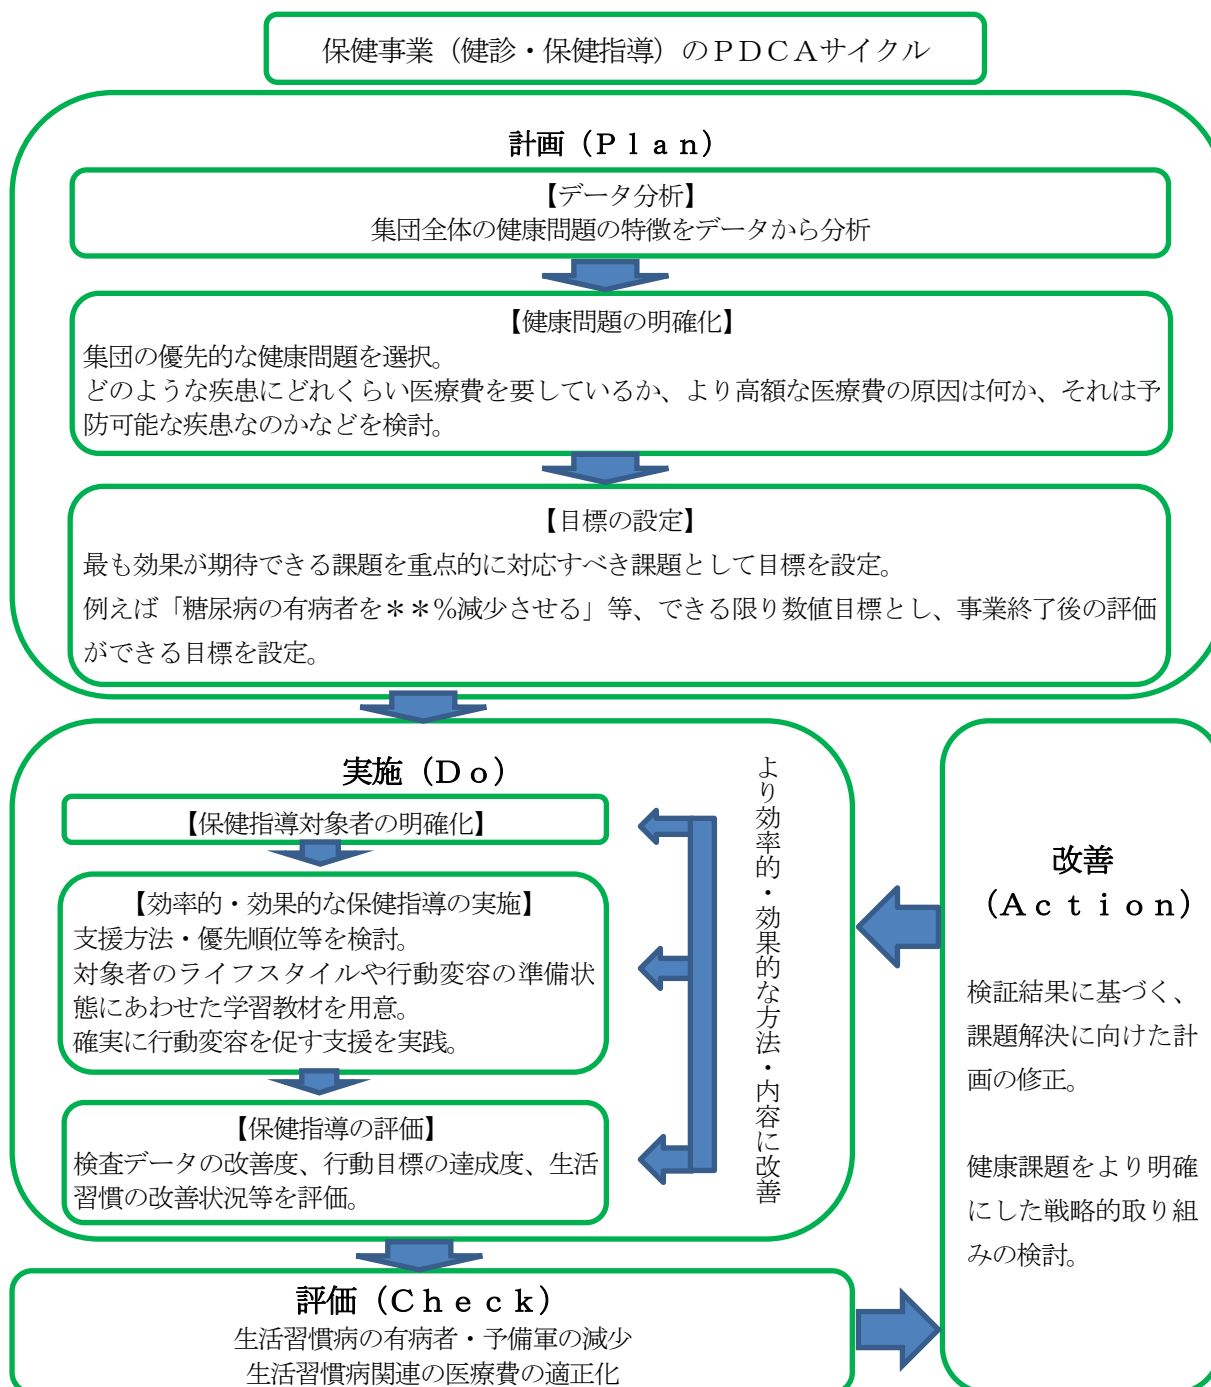 保健事業（健診・保健指導）のＰＤＣＡサイクル
計画（Ｐｌａｎ）
【データ分析】
集団全体の健康問題の特徴をデータから分析
【健康問題の明確化】
集団の優先的な健康問題を選択。
どのような疾患にどれくらい医療費を要しているか、より高額な医療費の原因は何か、それは予
防可能な疾患なのかなどを検討。
【目標の設定】
最も効果が期待できる課題を重点的に対応すべき課題として目標を設定。
例えば「糖尿病の有病者を＊＊％減少させる」等、できる限り数値目標とし、事業終了後の評価
ができる目標を設定。
実施（Ｄｏ）
【保健指導対象者の明確化】
【効率的・効果的な保健指導の実施】
支援方法・優先順位等を検討。
対象者のライフスタイルや行動変容の準備状
態にあわせた学習教材を用意。
確実に行動変容を促す支援を実践。
【保健指導の評価】
検査データの改善度、行動目標の達成度、生活
習慣の改善状況等を評価。
より効率的・効果的な方法・内容に改善
改善
（Ａｃｔｉｏｎ）
検証結果に基づく、
課題解決に向けた計
画の修正。
健康課題をより明確
にした戦略的取り組
みの検討。
評価（Ｃｈｅｃｋ）
生活習慣病の有病者・予備軍の減少
生活習慣病関連の医療費の適正化